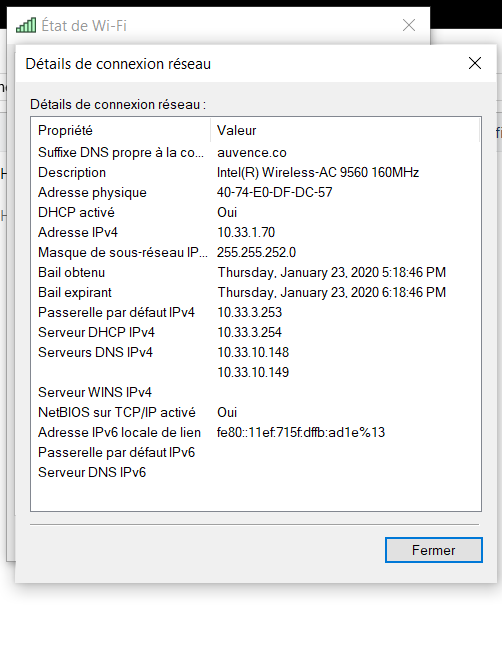 État de Wi-Fi
Détails de connexion réseau
Détails de connexion réseau :
Propriété Valeur
Suffixe DNS propre à la co... auvence.co
Description Intel(R) Wireless-AC 9560 160MHz
Adresse physique 40-74-E0-DF-DC-57
DHCP activé Oui
Adresse IPv4 10.33.1.70
Masque de sous-réseau IP... 255.255.252.0
Bail obtenu Thursday, January 23, 2020 5:18:46 PM
Bail expirant Thursday, January 23, 2020 6:18:46 PM
Passerelle par défaut IPv4 10.33.3.253
Serveur DHCP IPv4 10.33.3.254
Serveurs DNS IPv4 10.33.10.148
10.33.10.149
Serveur WINS IPv4
NetBIOS sur TCP/IP activé Oui
Adresse IPv6 locale de lien fe80::11ef:715f:dffb:ad1e%13
Passerelle par défaut IPv6
Serveur DNS IPv6
Fermer